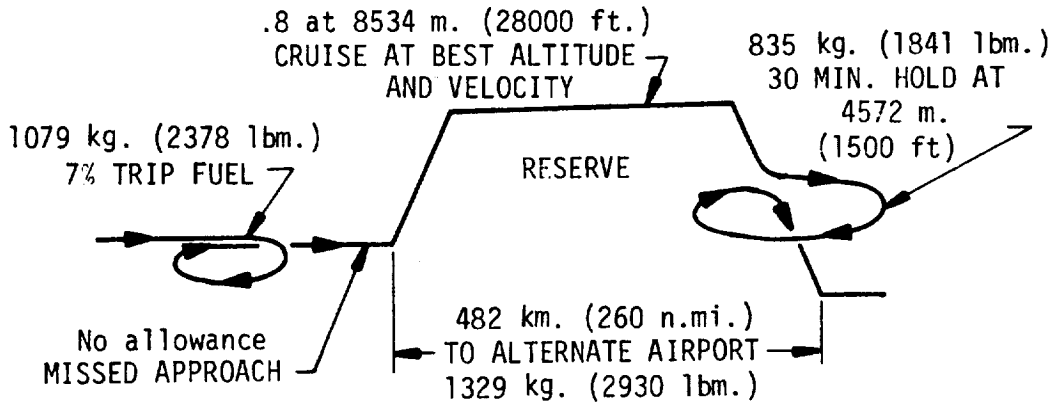 .8 at 8534 m. (28000 ft.)
CRUISE AT BEST ALTITUDE
AND VELOCITY
835 kg. (1841 lbm.)
30 MIN. HOLD AT
4572 m.
(1500 ft)
1079 kg. (2378 lbm.)
7% TRIP FUEL
RESERVE
No allowance
MISSED APPROACH
482 km. (260 n.mi.)
TO ALTERNATE AIRPORT
1329 kg. (2930 lbm.)